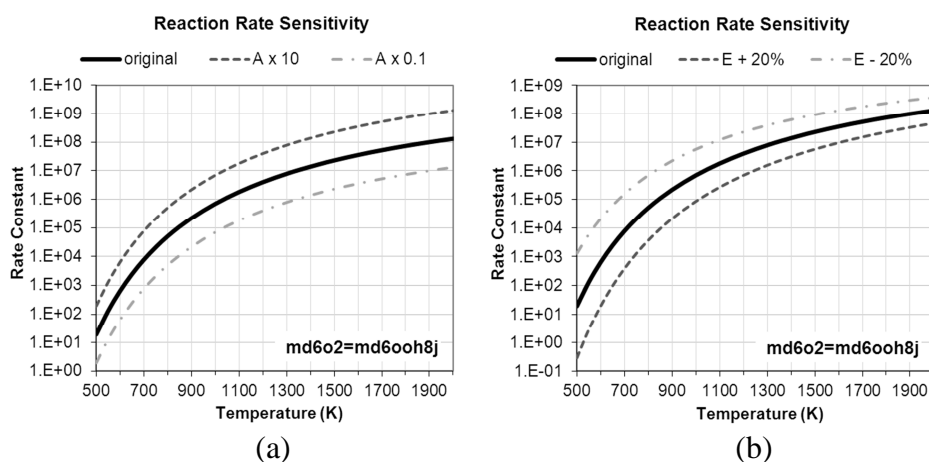 Reaction Rate Sensitivity
original A x 10 A x 0.1
1.E+10
1.E+09
1.E+08
1.E+07
1.E+06
1.E+05
1.E+04
1.E+03
1.E+02
1.E+01
1.E+00
Rate Constant
md6o2=md6ooh8j
500 700 900 1100 1300 1500 1700 1900
Temperature (K)
(a)
Reaction Rate Sensitivity
original E + 20% E - 20%
1.E+09
1.E+08
1.E+07
1.E+06
1.E+05
1.E+04
1.E+03
1.E+02
1.E+01
1.E+00
1.E-01
Rate Constant
md6o2=md6ooh8j
500 700 900 1100 1300 1500 1700 1900
Temperature (K)
(b)